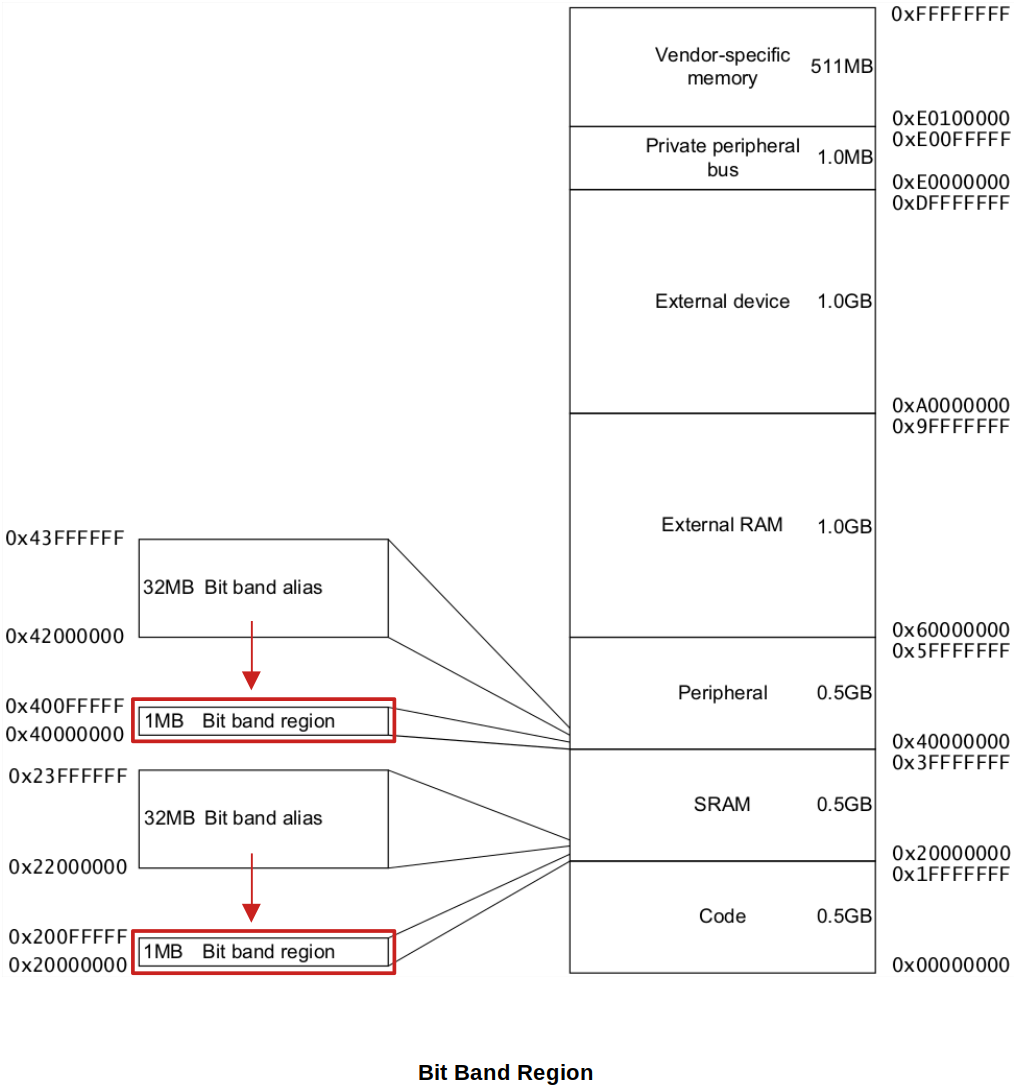 0xFFFFFFFF
Vendor-specific
memory
511MB
0xE0100000
0xE00FFFFF
Private peripheral
bus
1.0MB
0xE0000000
0xDFFFFFFF
External device 1.0GB
0xA0000000
0x9FFFFFFF
External RAM 1.0GB
0x60000000
0x5FFFFFFF
Peripheral 0.5GB
0x40000000
0x3FFFFFFF
SRAM 0.5GB
0x20000000
0x1FFFFFFF
Code 0.5GB
0x00000000
0x43FFFFFF
32MB Bit band alias
0x42000000
0x400FFFFF
1MB Bit band region
0x40000000
0x23FFFFFF
32MB Bit band alias
0x22000000
0x200FFFFF
1MB Bit band region
0x20000000
Bit Band Region